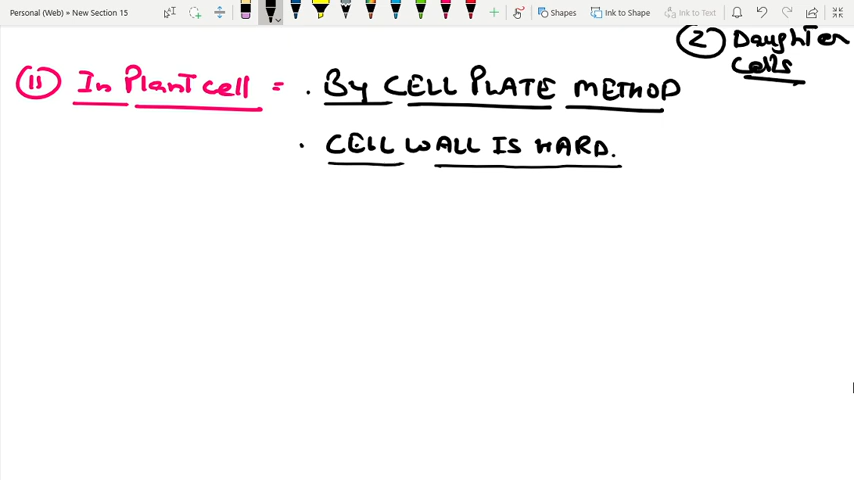 Personal (Web) » New Section 15
Shapes
Ink to Shape
Ink to Text
② Daughter
Cells
ⅱ In Plant cell = . By CELL PLATE METHOD
. CELL WALL IS HARD.